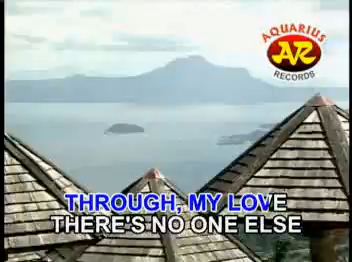 AQUARIUS
AR
RECORDS
THROUGH, MY LOVE
THERE'S NO ONE ELSE